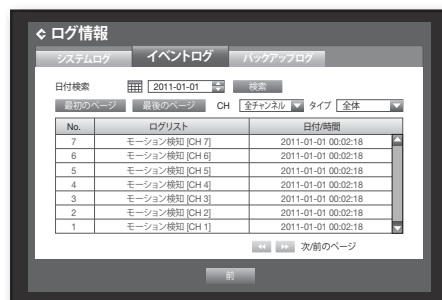 ログ情報
システムログ イベントログ バックアップログ
日付検索 2011-01-01 検索
最初のページ 最後のページ CH 全チャンネル タイプ 全体
No. ログリスト 日付/時間
7 モーション検知 [CH 7] 2011-01-01 00:02:18
6 モーション検知 [CH 6] 2011-01-01 00:02:18
5 モーション検知 [CH 5] 2011-01-01 00:02:18
4 モーション検知 [CH 4] 2011-01-01 00:02:18
3 モーション検知 [CH 3] 2011-01-01 00:02:18
2 モーション検知 [CH 2] 2011-01-01 00:02:18
1 モーション検知 [CH 1] 2011-01-01 00:02:18
次/前のページ
前